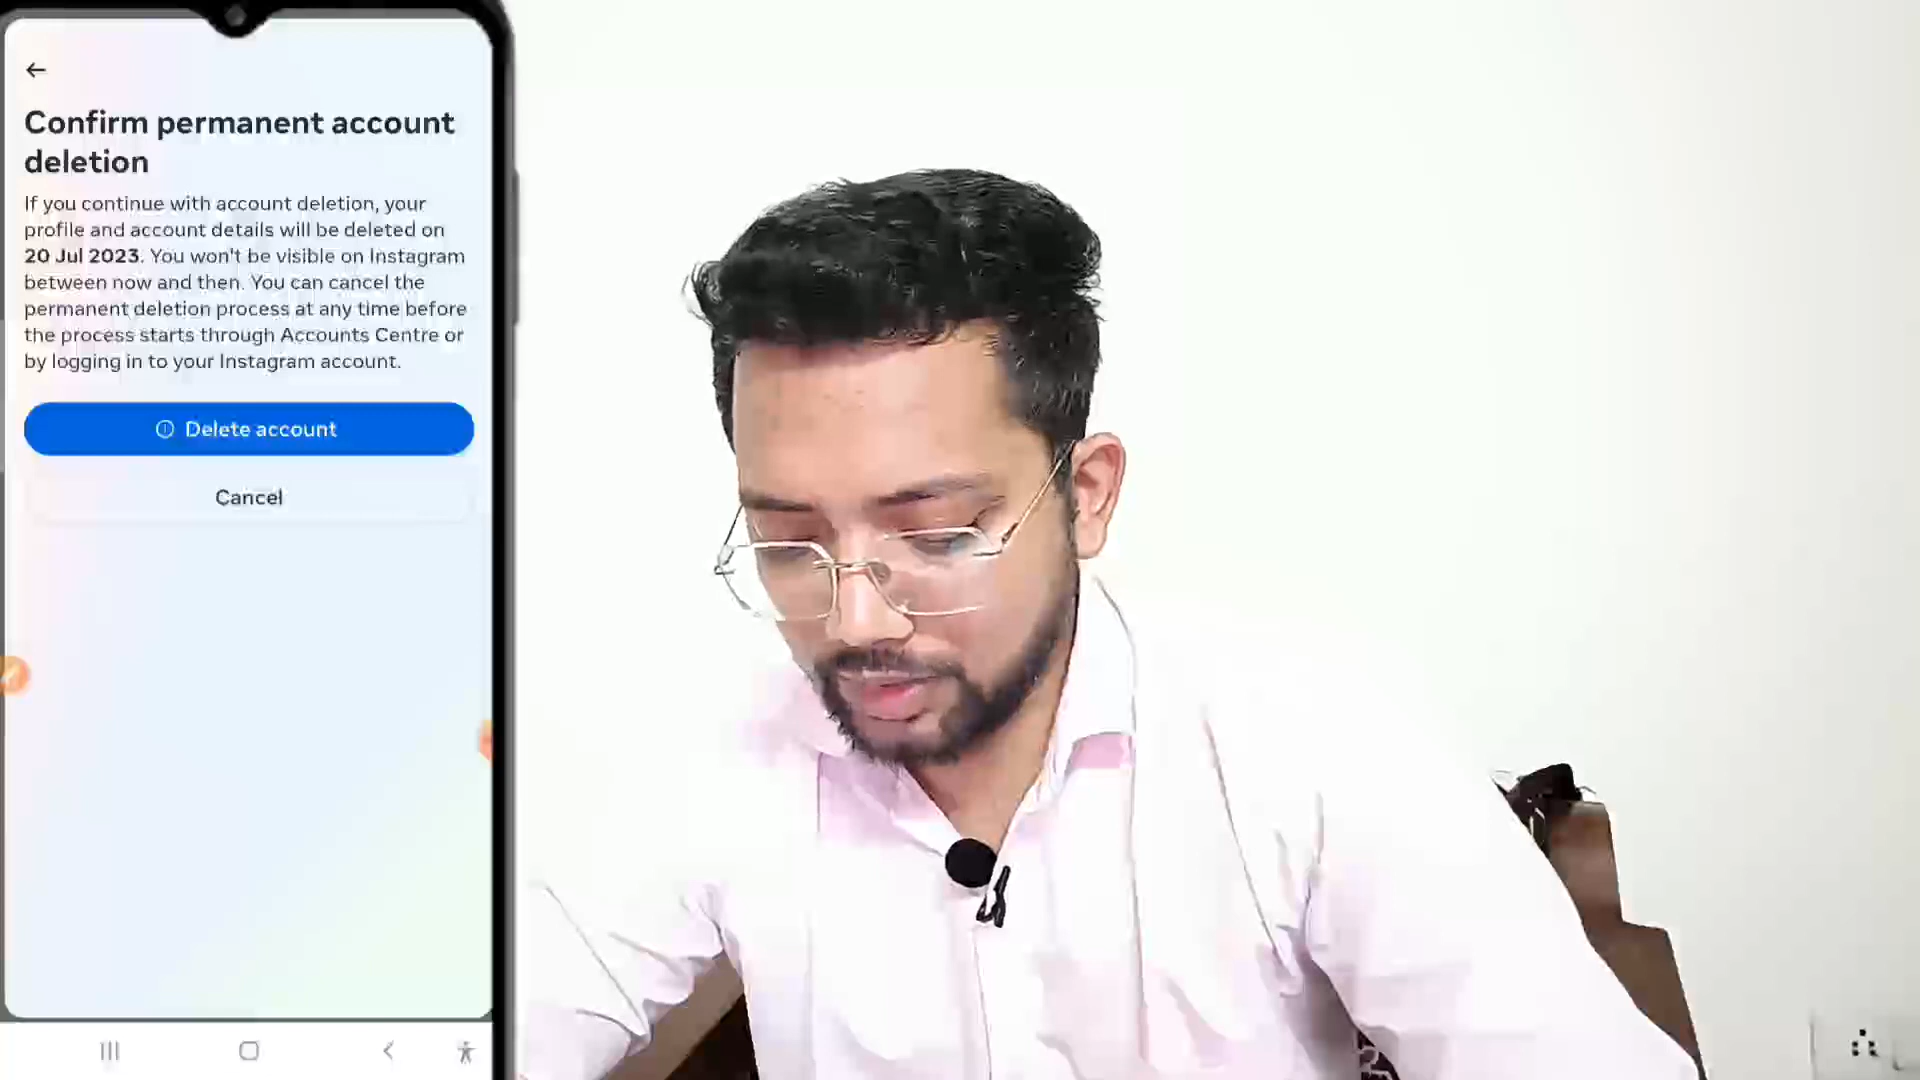 Confirm permanent account
deletion
If you continue with account deletion, your
profile and account details will be deleted on
20 Jul 2023. You won't be visible on Instagram
between now and then. You can cancel the
permanent deletion process at any time before
the process starts through Accounts Centre or
by logging in to your Instagram account.
Delete account
Cancel